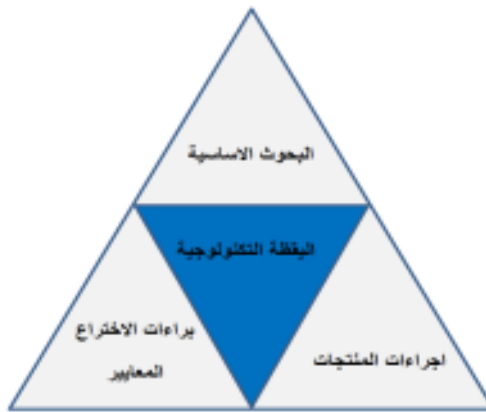 البحوث الاساسية
اليقظة التكنولوجية
براءات الاختراع
المعايير
اجراءات المنتجات